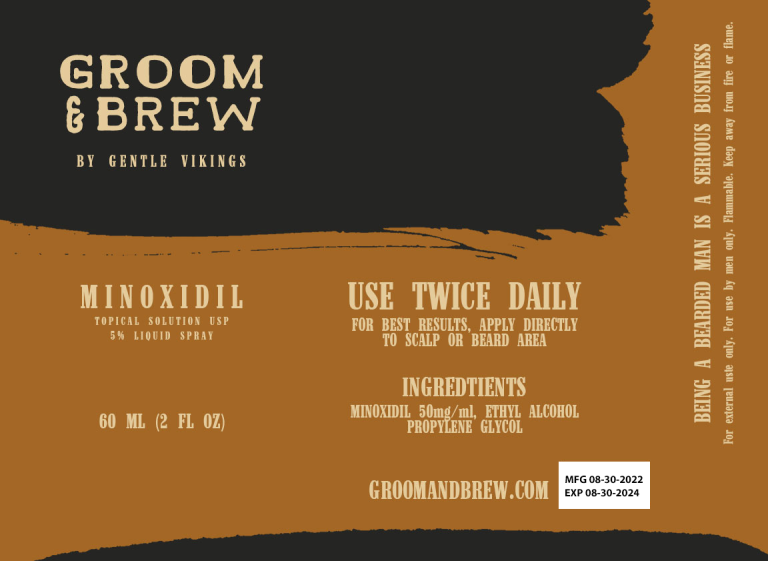 GROOM
& BREW
BY GENTLE VIKINGS
MINOXIDIL
TOPICAL SOLUTION USP
5% LIQUID SPRAY
60 ML (2 FL OZ)
USE TWICE DAILY
FOR BEST RESULTS, APPLY DIRECTLY
TO SCALP OR BEARD AREA
INGREDTIENTS
MINOXIDIL 50mg/ml, ETHYL ALCOHOL
PROPYLENE GLYCOL
GROOMANDBREW.COM
MFG 08-30-2022
EXP 08-30-2024
BEING A BEARDED MAN IS A SERIOUS BUSINESS
For external uste only. For use by men only. Flammable. Keep away from fire or flame.